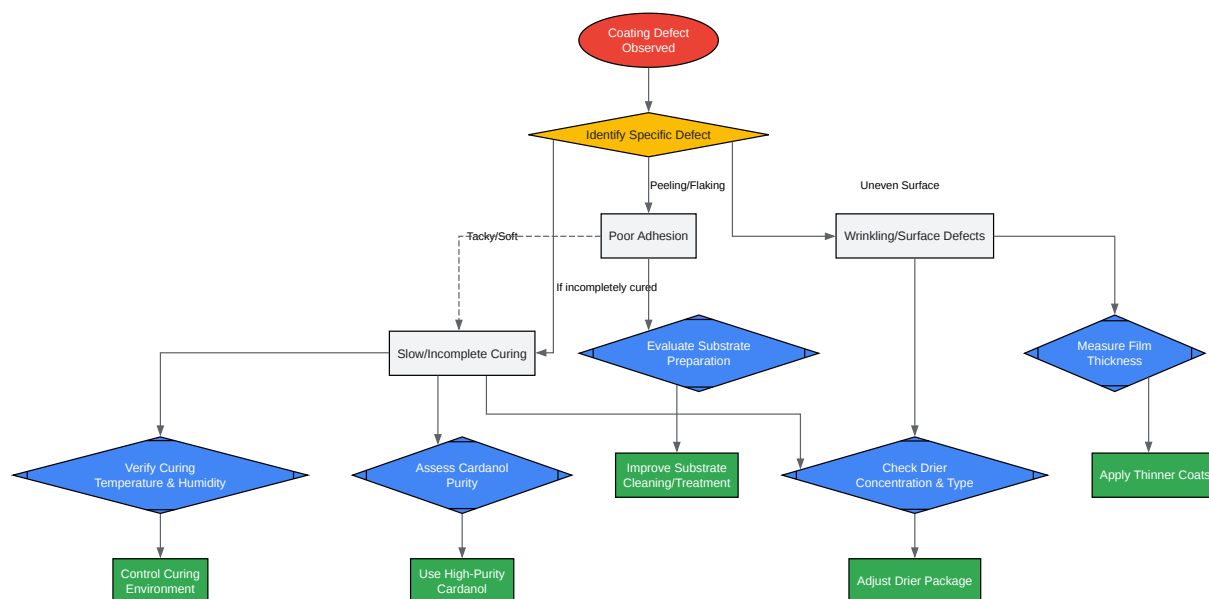 Coating Defect
Observed
Identify Specific Defect
Peeling/Flaking
Uneven Surface
Tacky/Soft
Poor Adhesion
Wrinkling/Surface Defects
If incompletely cured
Slow/Incomplete Curing
Evaluate Substrate
Preparation
Measure Film
Thickness
Verify Curing
Temperature & Humidity
Assess Cardanol
Purity
Improve Substrate
Cleaning/Treatment
Check Drier
Concentration & Type
Apply Thinner Coats
Control Curing
Environment
Use High-Purity
Cardanol
Adjust Drier Package